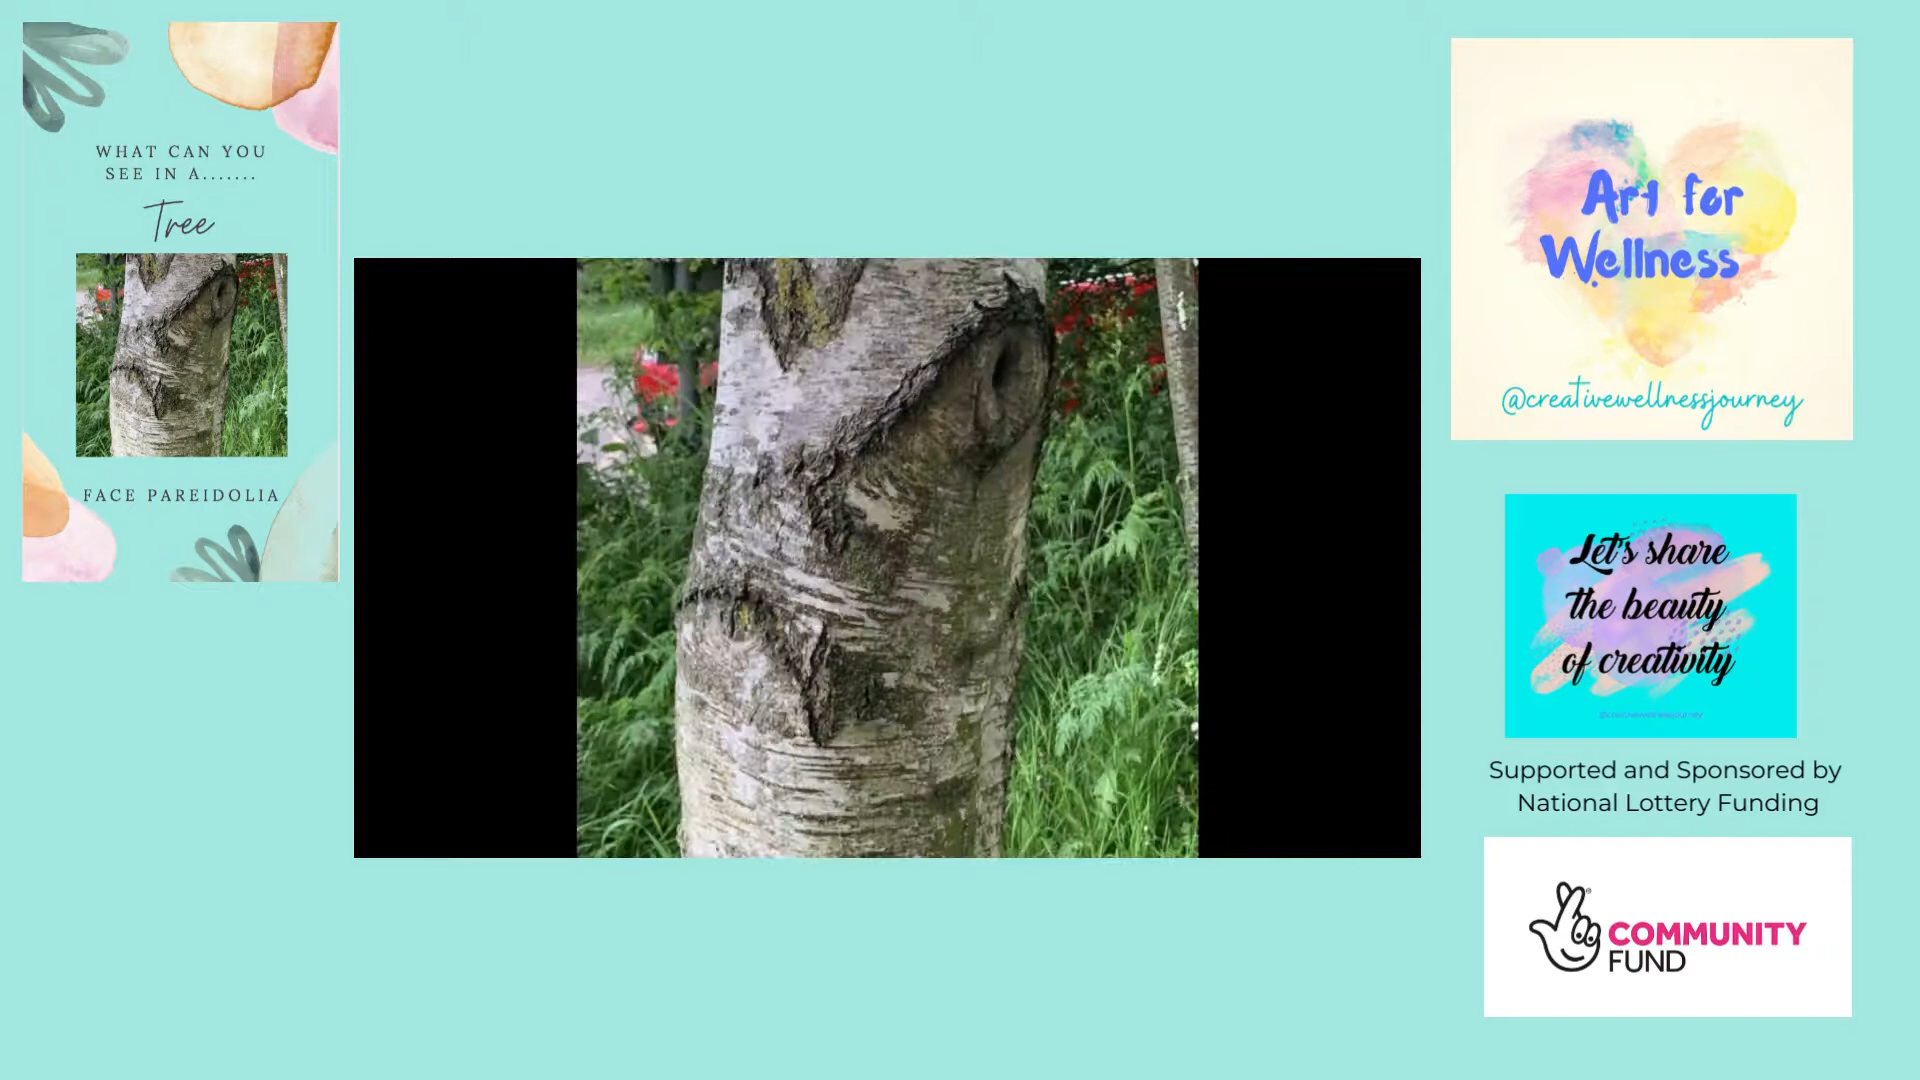 WHAT CAN YOU
SEE IN A.......
Tree
FACE PAREIDOLIA
Art for
Wellness
@creativewellnessjourney
Let's share
the beauty
of creativity
@creativewellnessjourney
Supported and Sponsored by
National Lottery Funding
COMMUNITY
FUND